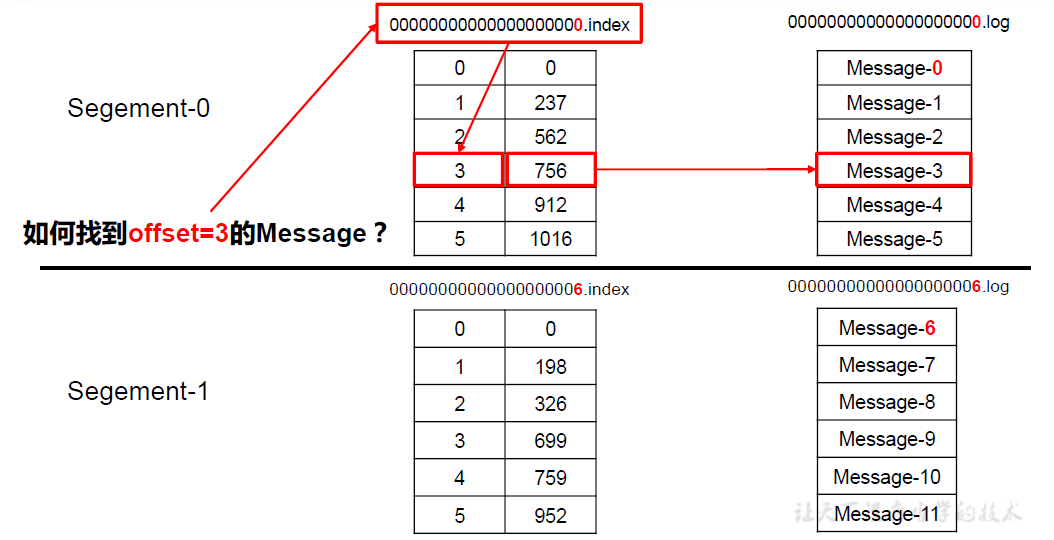 00000000000000000000.index
00000000000000000000.log
Segement-0
0 0
1 237
2 562
3 756
4 912
5 1016
Message-0
Message-1
Message-2
Message-3
Message-4
Message-5
如何找到offset=3的Message？
00000000000000000006.index
00000000000000000006.log
Segement-1
0 0
1 198
2 326
3 699
4 759
5 952
Message-6
Message-7
Message-8
Message-9
Message-10
Message-11
让天 学的技术